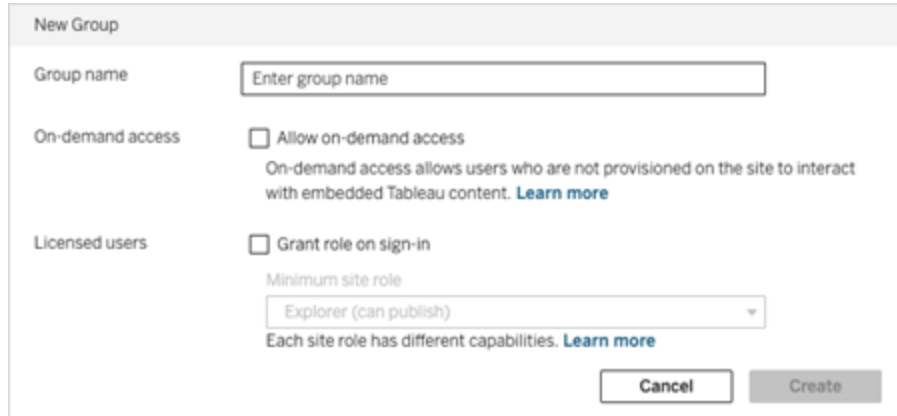 New Group
Group name
Enter group name
On-demand access
Allow on-demand access
On-demand access allows users who are not provisioned on the site to interact
with embedded Tableau content. Learn more
Licensed users
Grant role on sign-in
Minimum site role
Explorer (can publish)
Each site role has different capabilities. Learn more
Cancel
Create